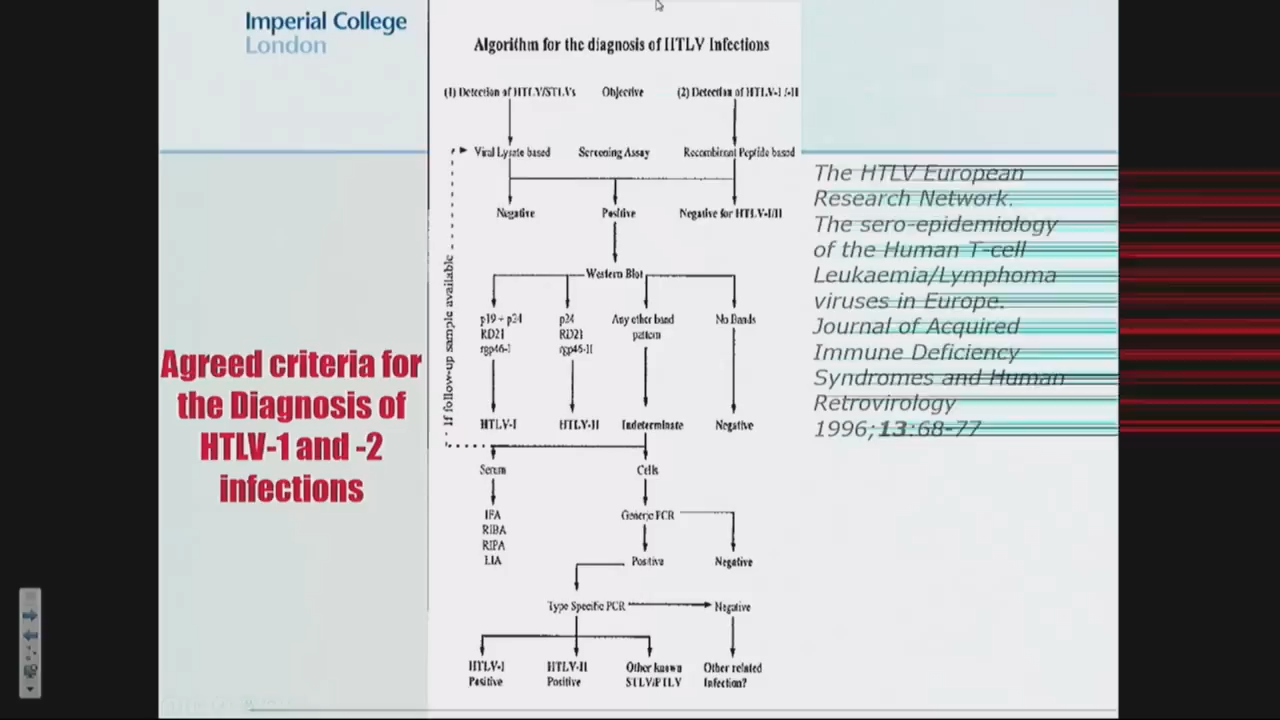 Imperial College
London
Algorithm for the diagnosis of HTLV Infections
(1) Detection of HTLV/STLVs Objective (2) Detection of HTLV-I /-II
Viral Lysate based Screening Assay Recombinant Peptide based
Negative Positive Negative for HTLV-I/II
If follow-up sample available
Western Blot
p19 + p24 p24 Any other band No Bands
RD21 RD21 pattern
rgp46-I rgp46-II
HTLV-I HTLV-II Indeterminate Negative
Serum Cells
IFA Generic PCR
RIBA
RIPA
LIA Positive Negative
Type Specific PCR Negative
HTLV-I HTLV-II Other known Other related
Positive Positive STLV/PTLV Infection?
Agreed criteria for
the Diagnosis of
HTLV-1 and -2
infections
The HTLV European
Research Network.
The sero-epidemiology
of the Human T-cell
Leukaemia/Lymphoma
viruses in Europe.
Journal of Acquired
Immune Deficiency
Syndromes and Human
Retrovirology
1996;13:68-77